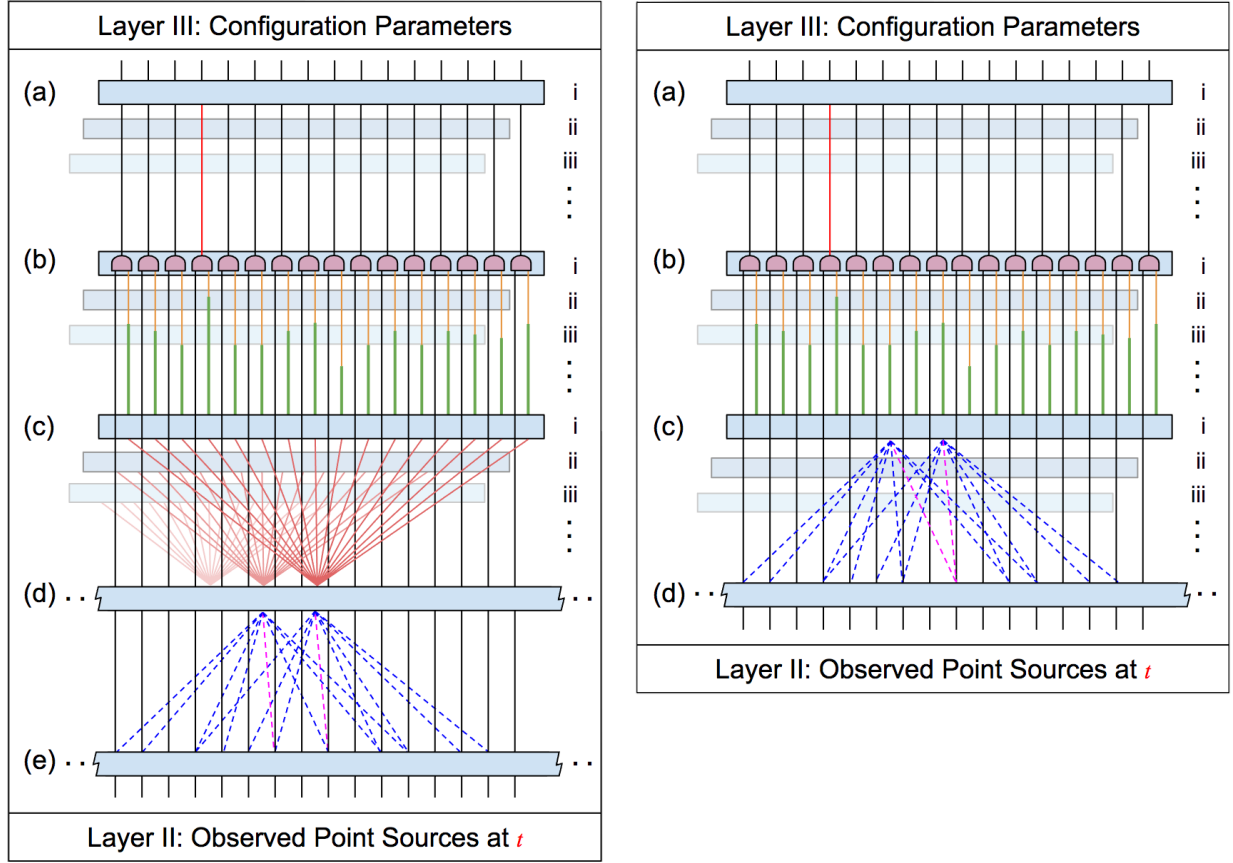 Layer III: Configuration Parameters
(a)
i
ii
iii
(b)
i
ii
iii
(c)
i
ii
iii
(d)
(e)
Layer II: Observed Point Sources at t
Layer III: Configuration Parameters
(a)
i
ii
iii
(b)
i
ii
iii
(c)
i
ii
iii
(d)
Layer II: Observed Point Sources at t